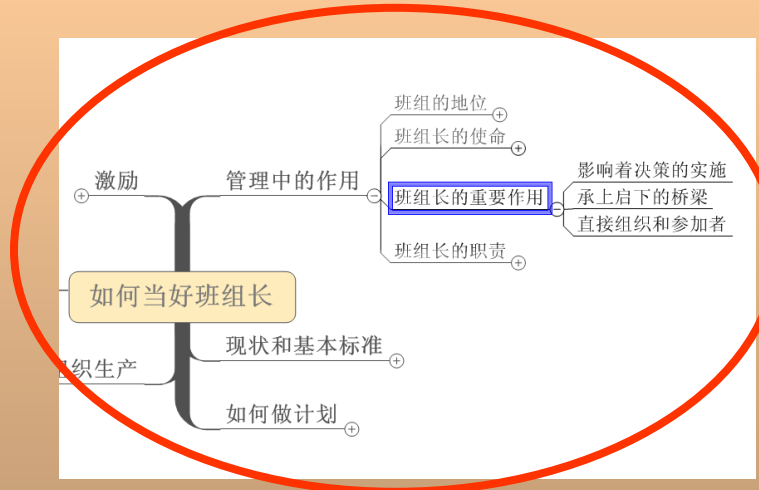 班组的地位
班组长的使命
影响着决策的实施
激励
管理中的作用
班组长的重要作用
承上启下的桥梁
直接组织和参加者
班组长的职责
如何当好班组长
现状和基本标准
织生产
如何做计划